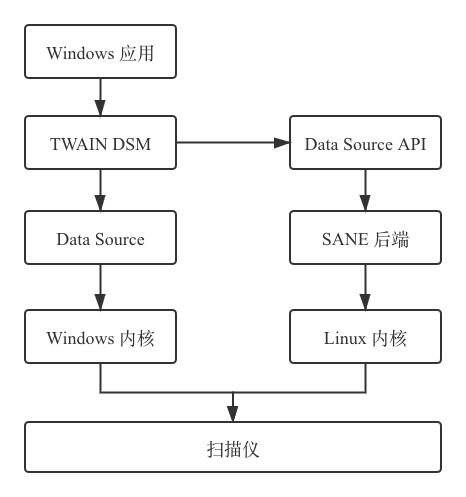 Windows 应用
TWAIN DSM
Data Source API
Data Source
SANE 后端
Windows 内核
Linux 内核
扫描仪